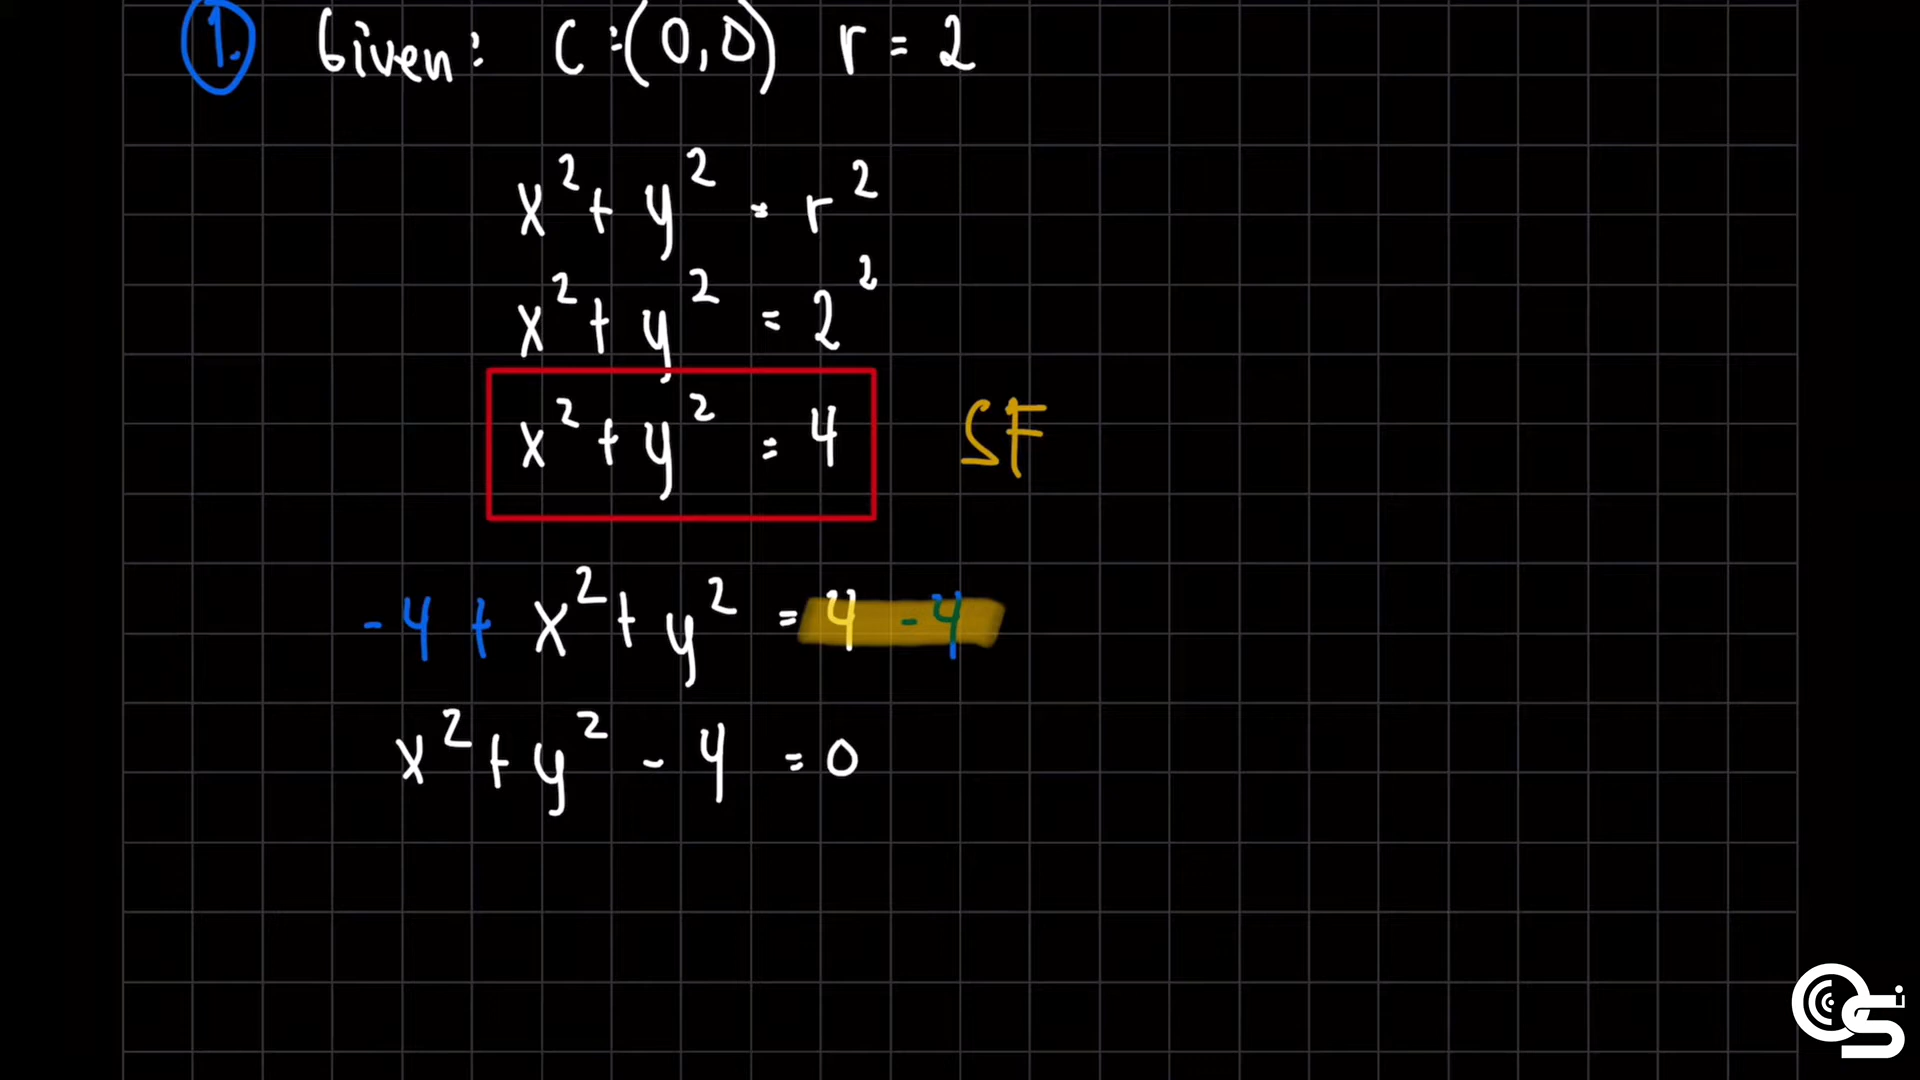 1. Given: C:(0,0) r = 2
x² + y² = r²
x² + y² = 2²
x² + y² = 4 SF
-4 + x² + y² = 4 - 4
x² + y² - 4 = 0